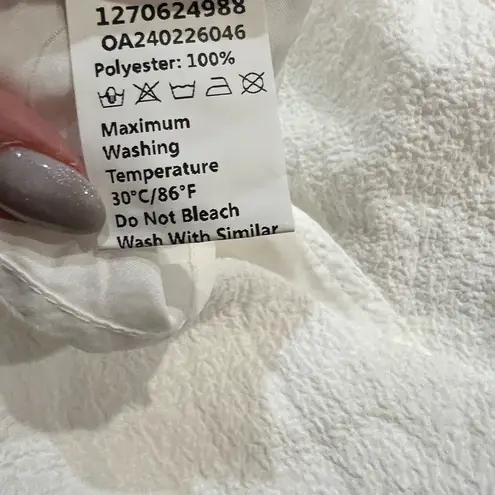 1270624988
OA240226046
Polyester: 100%
Maximum
Washing
Temperature
30°C/86°F
Do Not Bleach
Wash With Similar